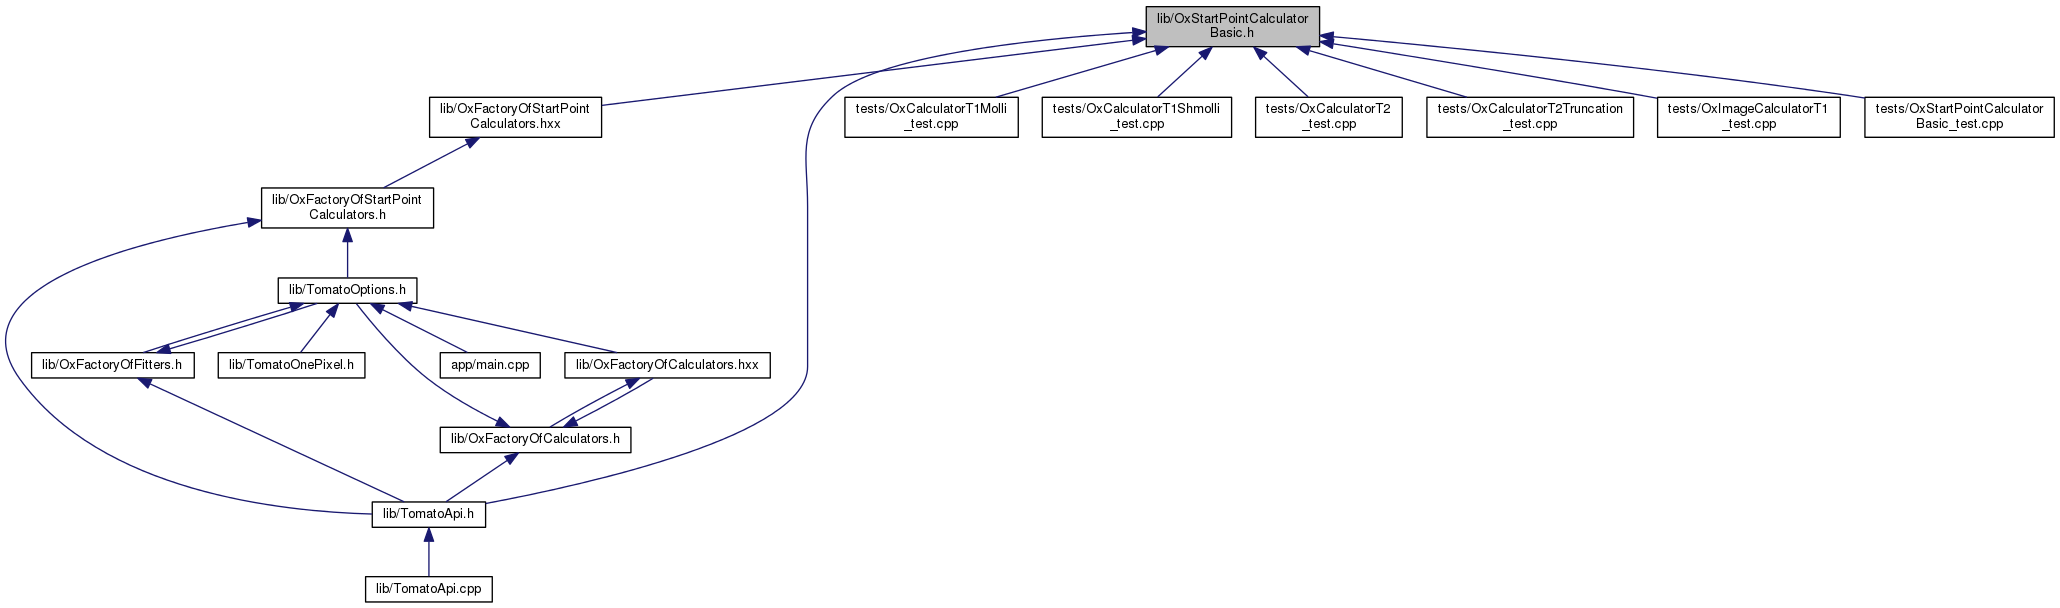 lib/OxStartPointCalculator
Basic.h
lib/OxFactoryOfStartPoint
Calculators.hxx
tests/OxCalculatorT1Molli
_test.cpp
tests/OxCalculatorT1Shmolli
_test.cpp
tests/OxCalculatorT2
_test.cpp
tests/OxCalculatorT2Truncation
_test.cpp
tests/OxImageCalculatorT1
_test.cpp
tests/OxStartPointCalculator
Basic_test.cpp
lib/OxFactoryOfStartPoint
Calculators.h
lib/TomatoOptions.h
lib/OxFactoryOfFitters.h
lib/TomatoOnePixel.h
app/main.cpp
lib/OxFactoryOfCalculators.hxx
lib/OxFactoryOfCalculators.h
lib/TomatoApi.h
lib/TomatoApi.cpp